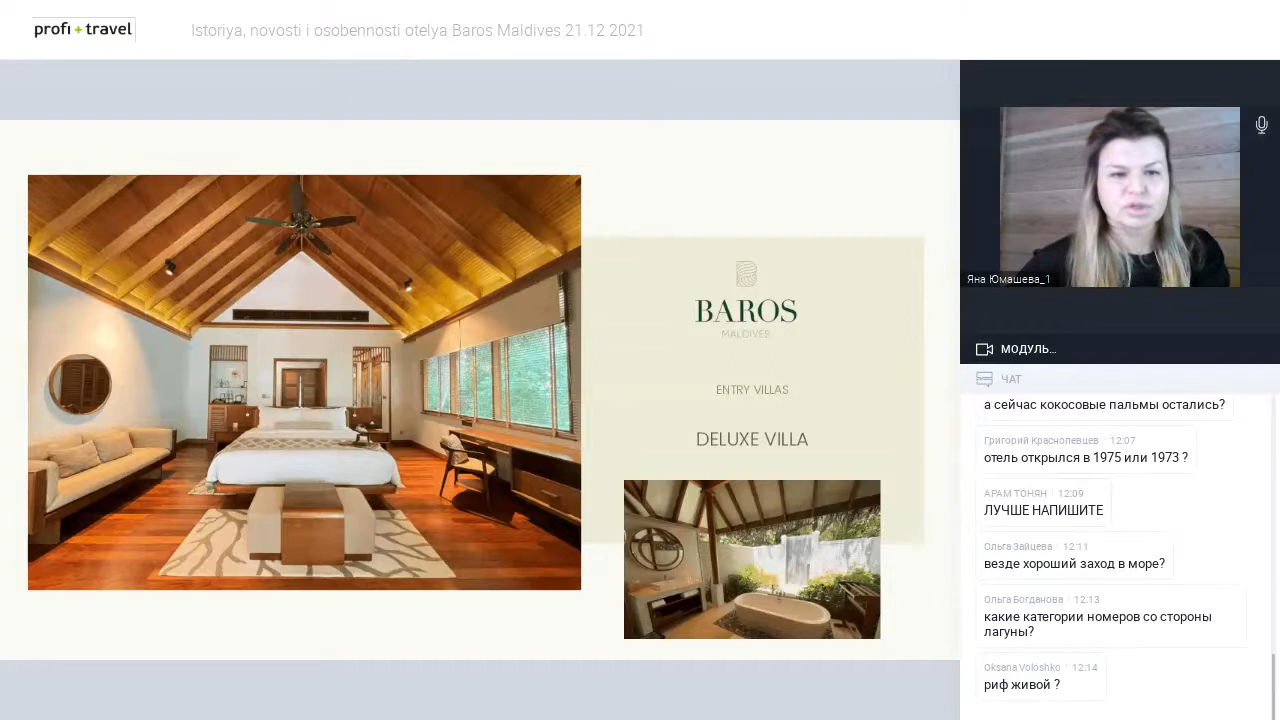 profi + travel
Istoriya, novosti i osobennosti otelya Baros Maldives 21.12 2021
BAROS
MALDIVES
ENTRY VILLAS
DELUXE VILLA
Яна Юмашева_1
МОДУЛЬ...
ЧАТ
а сейчас кокосовые пальмы остались?
Григорий Краснопевцев 12:07
отель открылся в 1975 или 1973 ?
АРАМ ТОНЯН 12:09
ЛУЧШЕ НАПИШИТЕ
Ольга Зайцева 12:11
везде хороший заход в море?
Ольга Богданова 12:13
какие категории номеров со стороны
лагуны?
Oksana Voloshko 12:14
риф живой ?